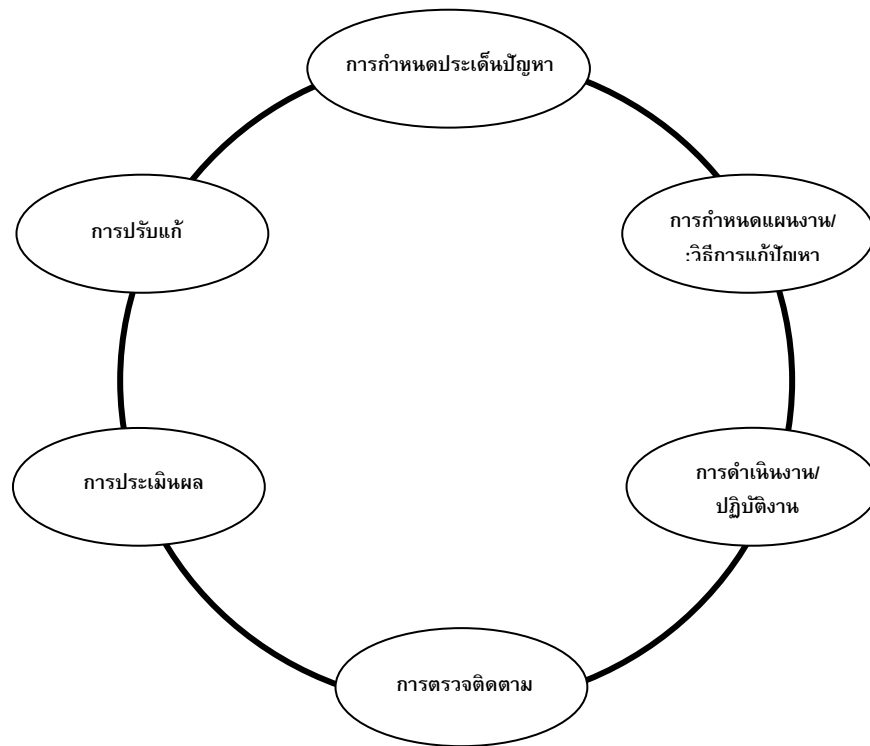 การกำหนดประเด็นปัญหา
การกำหนดแผนงาน/
:วิธีการแก้ปัญหา
การดำเนินงาน/
ปฏิบัติงาน
การตรวจติดตาม
การประเมินผล
การปรับแก้